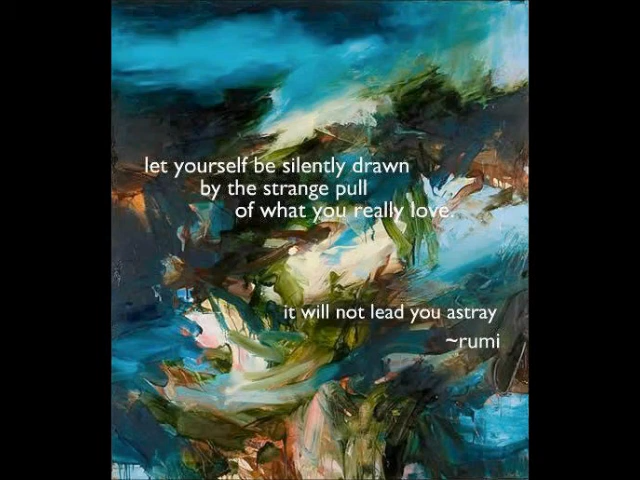 let yourself be silently drawn
by the strange pull
of what you really love.
it will not lead you astray
~rumi